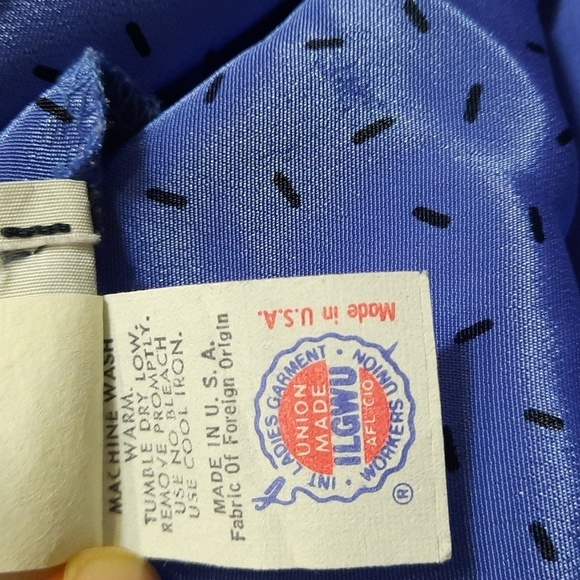 MACHINE WASH
WARM.
TUMBLE DRY LOW.
REMOVE PROMPTLY.
USE NO BLEACH
USE COOL IRON.
MADE IN U.S.A.
Fabric Of Foreign Origin
Made in U.S.A.
INT LADIES GARMENT · WORKERS UNION ·
UNION
MADE
ILGWU
AFL·CIO
®